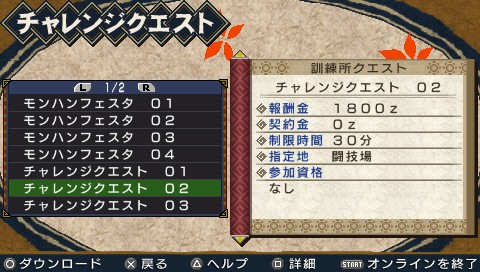 チャレンジクエスト
L 1/2 R
モンハンフェスタ 01
モンハンフェスタ 02
モンハンフェスタ 03
モンハンフェスタ 04
チャレンジクエスト 01
チャレンジクエスト 02
チャレンジクエスト 03
訓練所クエスト
チャレンジクエスト 02
報酬金 1800z
契約金 0z
制限時間 30分
指定地 闘技場
参加資格
なし
ダウンロード 戻る ヘルプ 詳細 START オンラインを終了